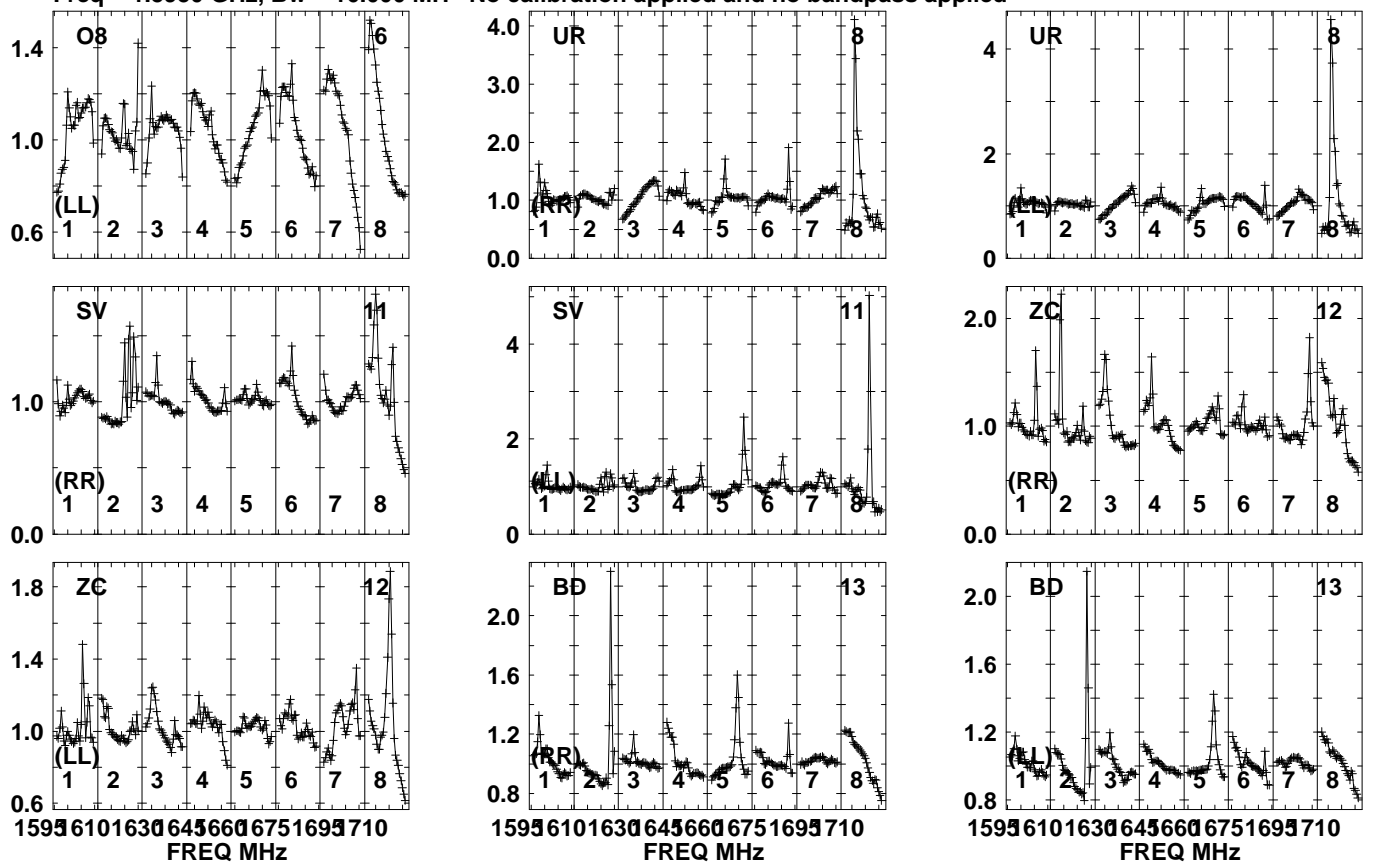 No calibration applied and no bandpass applied
O8 6 UR 8 UR 8
1.4 4.0 4
1.0 3.0 2
0.6 2.0 0
1.0
0.0
(LL) (RR) (LL)
1 2 3 4 5 6 7 8 1 2 3 4 5 6 7 8 1 2 3 4 5 6 7 8
SV 11 SV 11 ZC 12
1.0 4 2.0
0.0 2 1.0
0 0.0
(RR) (LL) (RR)
1 2 3 4 5 6 7 8 1 2 3 4 5 6 7 8 1 2 3 4 5 6 7 8
ZC 12 BD 13 BD 13
1.8 2.0 2.0
1.4 1.6 1.6
1.0 1.2 1.2
0.6 0.8 0.8
(LL) (RR) (LL)
1 2 3 4 5 6 7 8 1 2 3 4 5 6 7 8 1 2 3 4 5 6 7 8
1595 1610 1630 1645 1660 1675 1695 1710 1595 1610 1630 1645 1660 1675 1695 1710 1595 1610 1630 1645 1660 1675 1695 1710
FREQ MHz FREQ MHz FREQ MHz